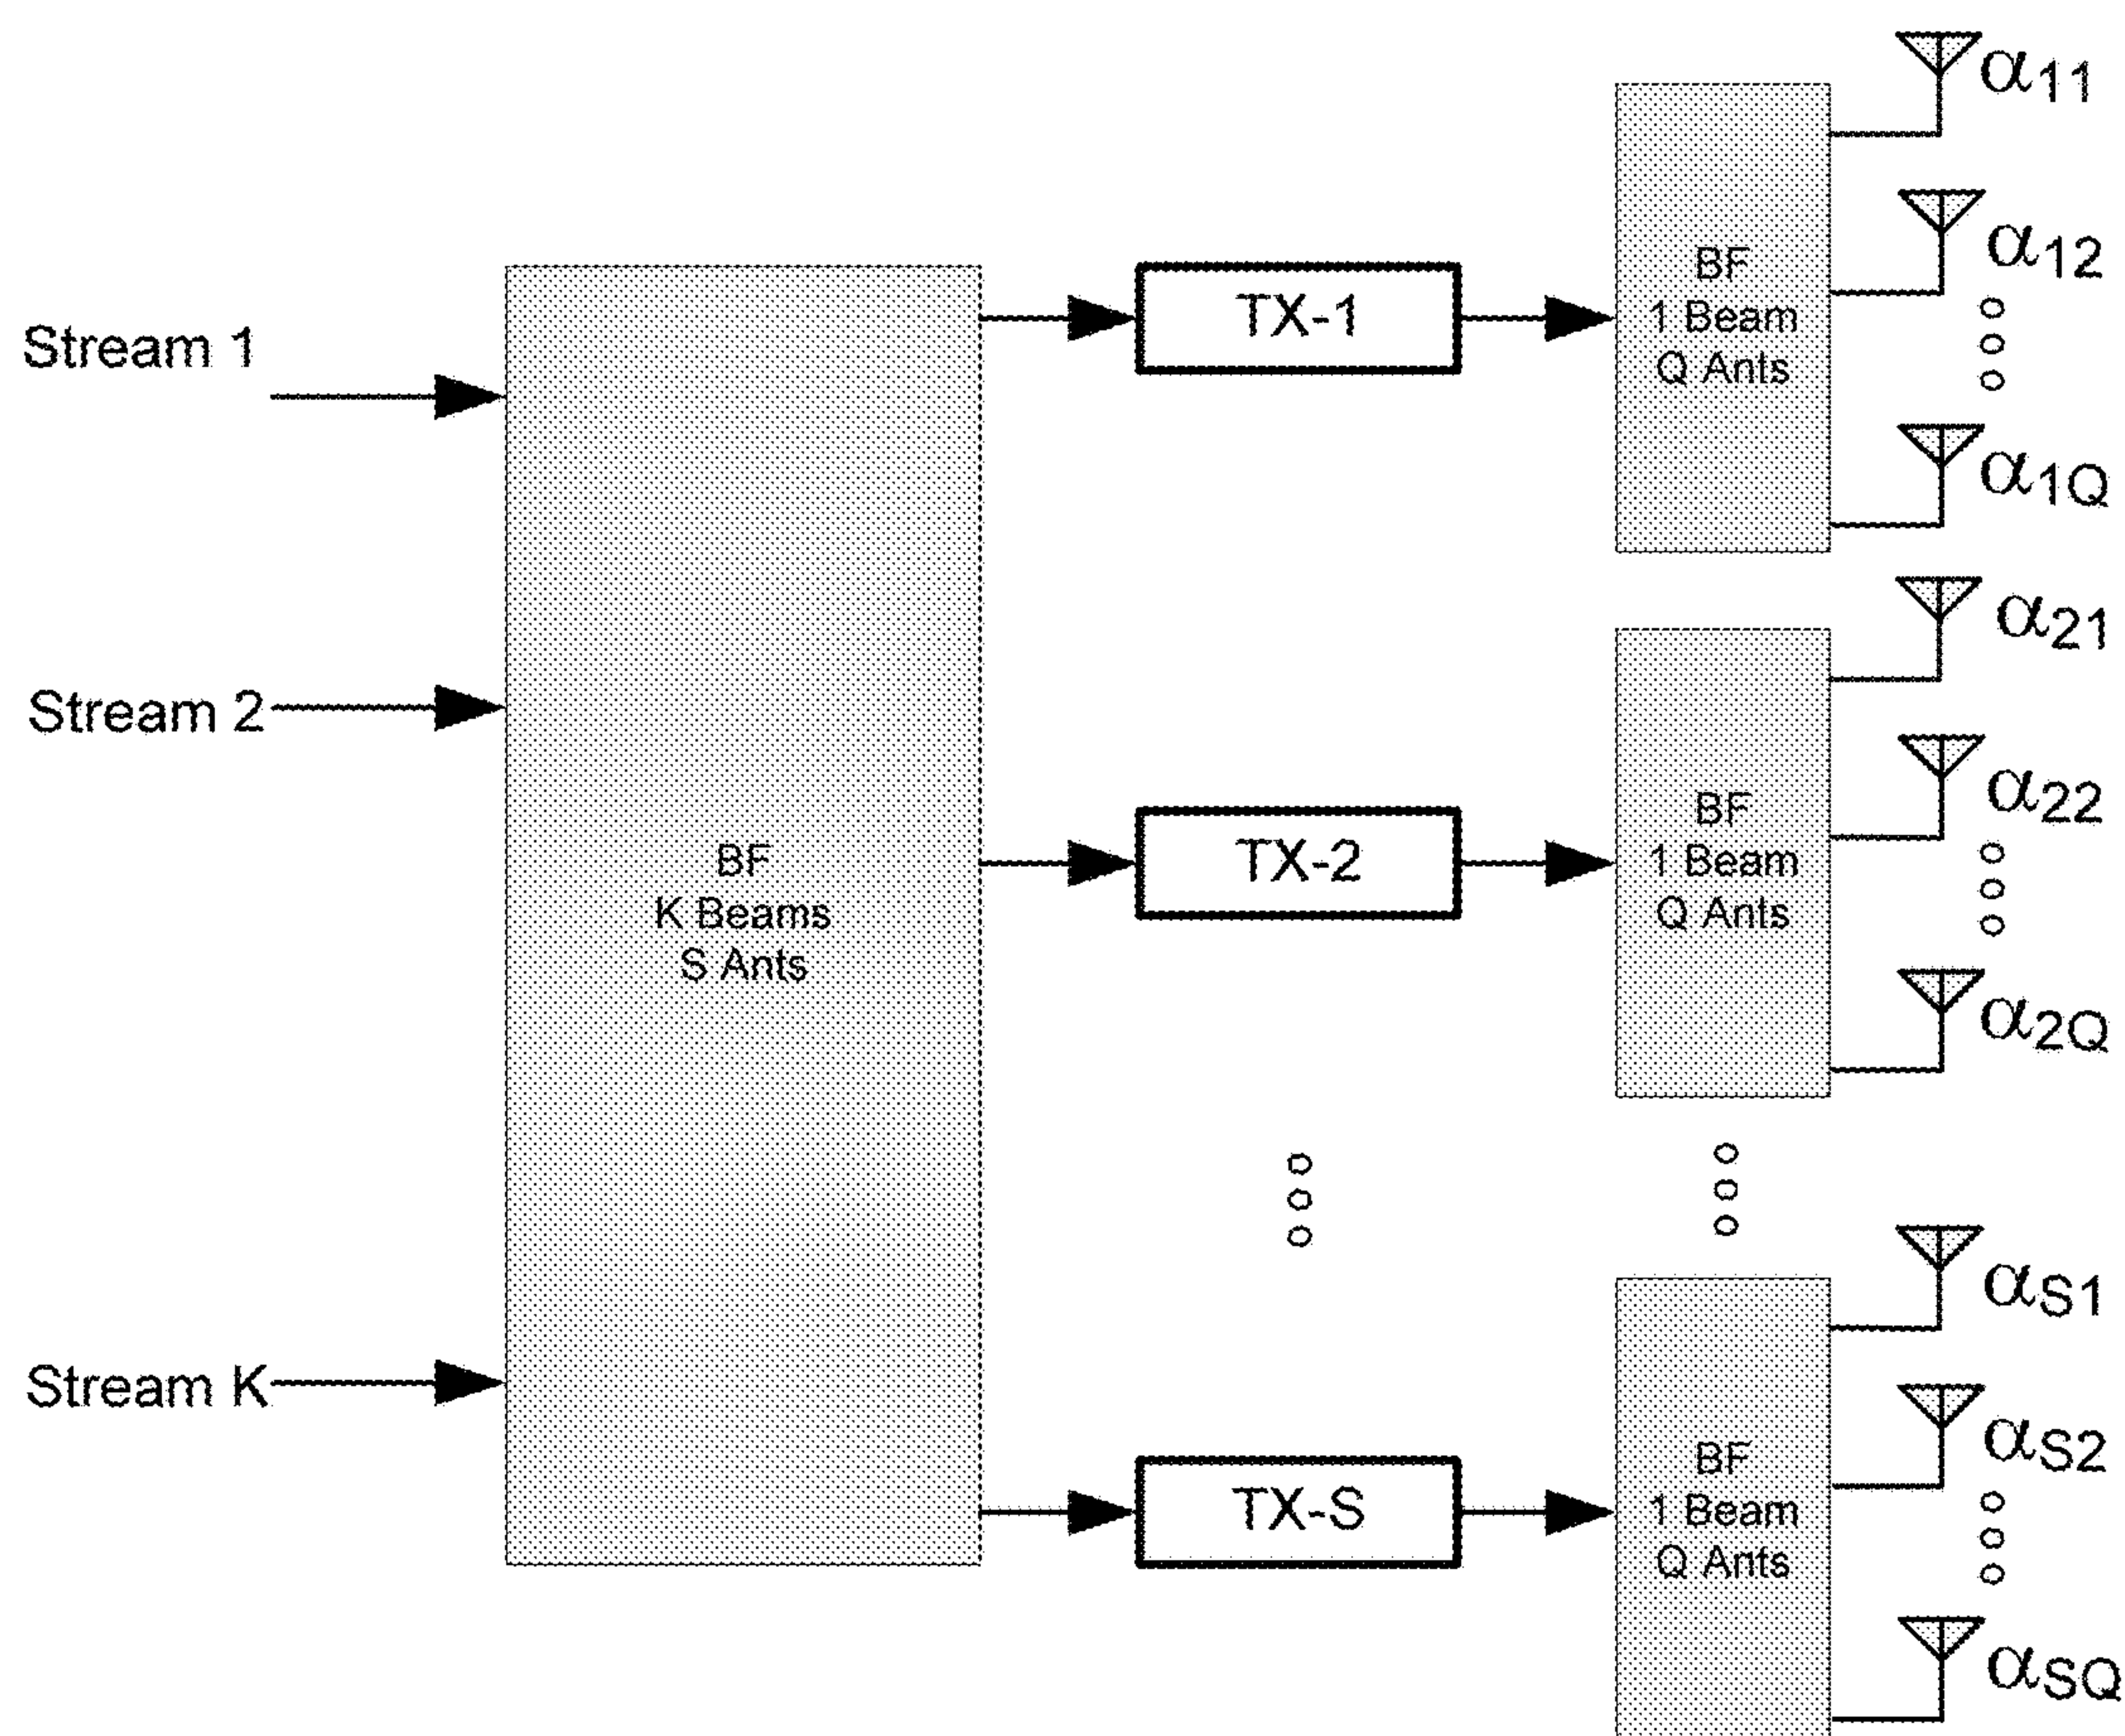 Stream 1
Stream 2
Stream K
BF
K Beams
S Ants
TX-1
TX-2
TX-S
BF
1 Beam
Q Ants
α11
α12
α1Q
BF
1 Beam
Q Ants
α21
α22
α2Q
BF
1 Beam
Q Ants
αS1
αS2
αSQ